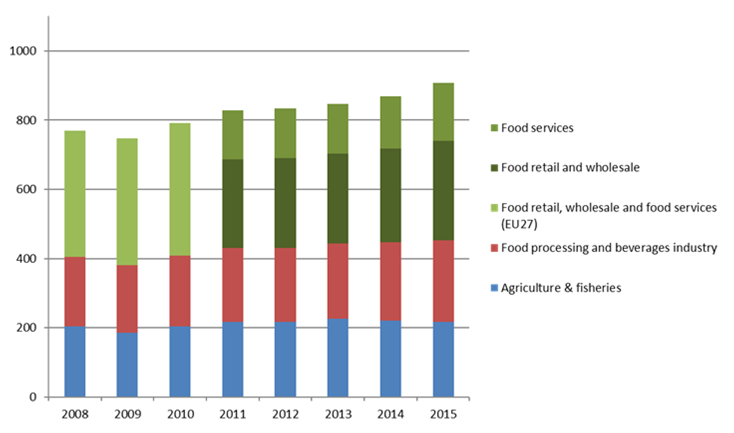 1000
800
600
400
200
0
2008 2009 2010 2011 2012 2013 2014 2015
Food services
Food retail and wholesale
Food retail, wholesale and food services
(EU27)
Food processing and beverages industry
Agriculture & fisheries